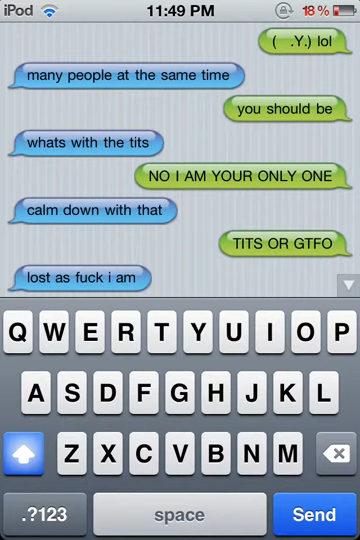 iPod 11:49 PM 18%
( .Y.) lol
many people at the same time
you should be
whats with the tits
NO I AM YOUR ONLY ONE
calm down with that
TITS OR GTFO
lost as fuck i am
Q W E R T Y U I O P
A S D F G H J K L
Z X C V B N M
.?123 space Send